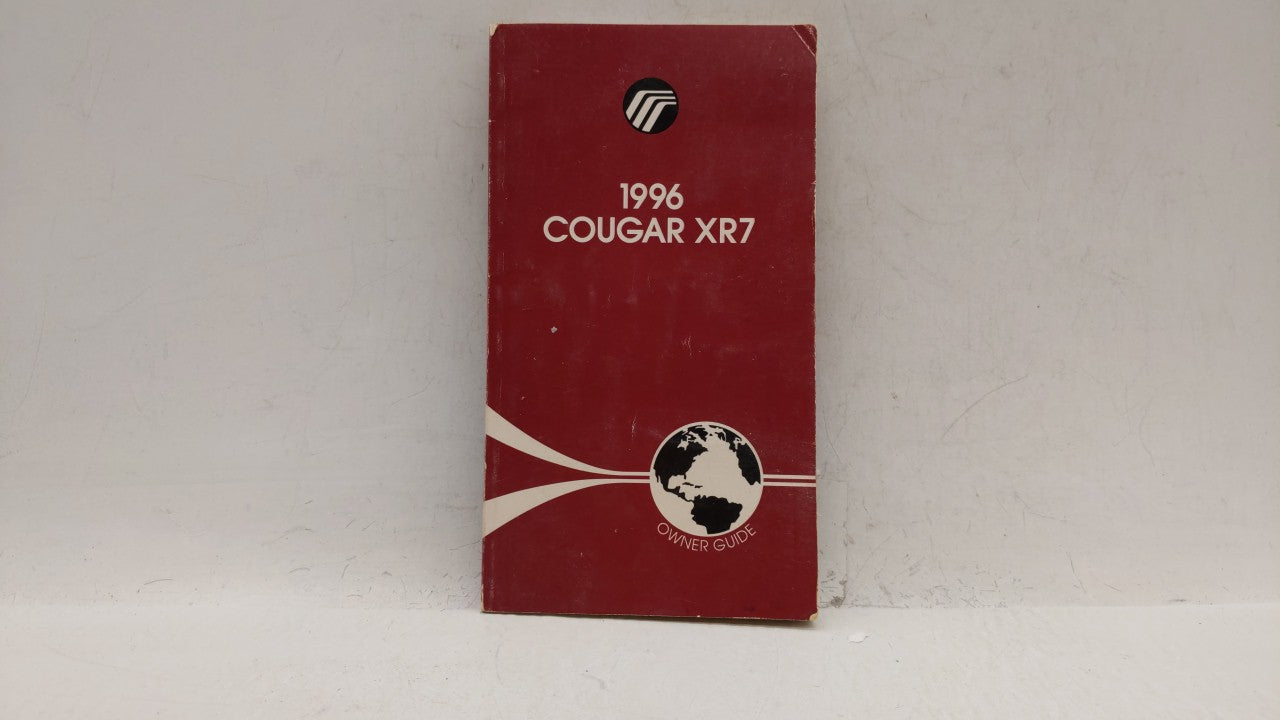 1996
COUGAR XR7
OWNER GUIDE